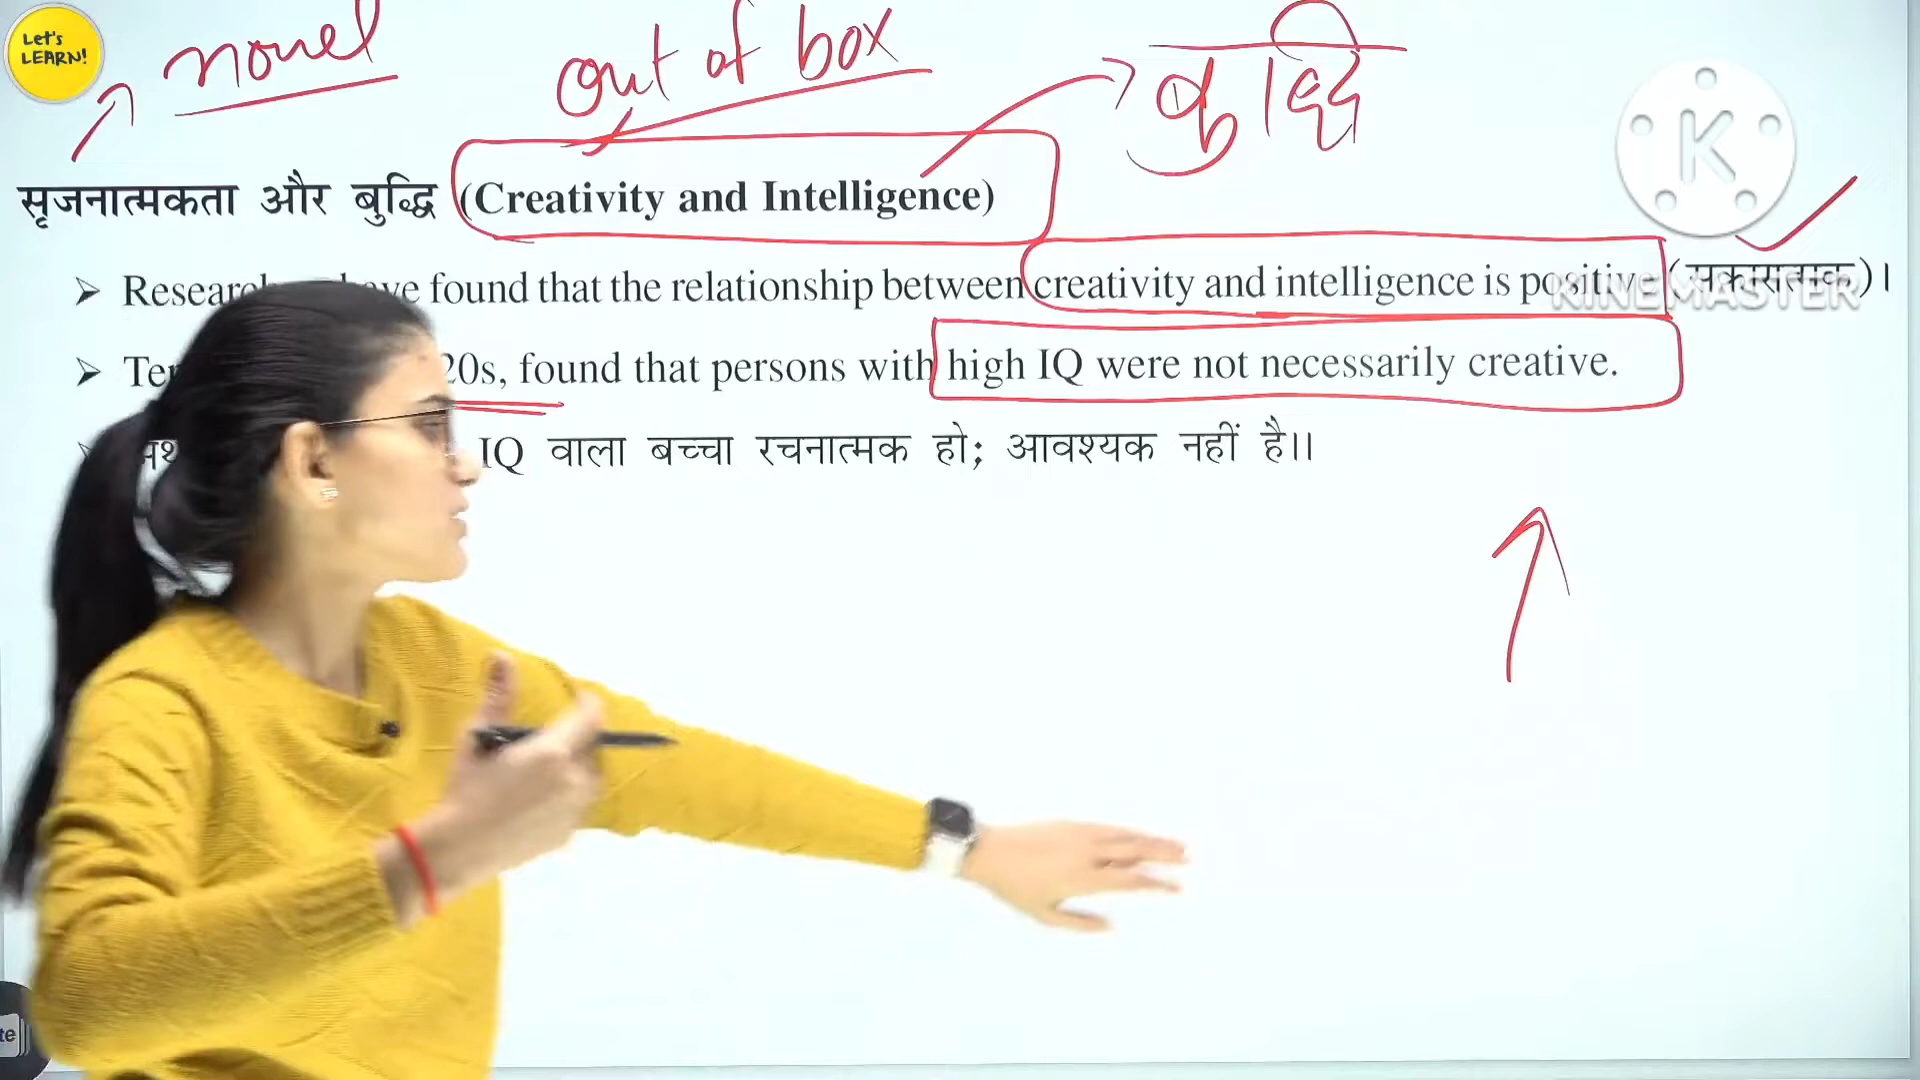 Let's
LEARN!
novel
out of box
बुद्धि
K
सृजनात्मकता और बुद्धि (Creativity and Intelligence)
found that the relationship between creativity and intelligence is positive (सकारात्मक)।
KINEMASTER
20s, found that persons with high IQ were not necessarily creative.
IQ वाला बच्चा रचनात्मक हो; आवश्यक नहीं है।।